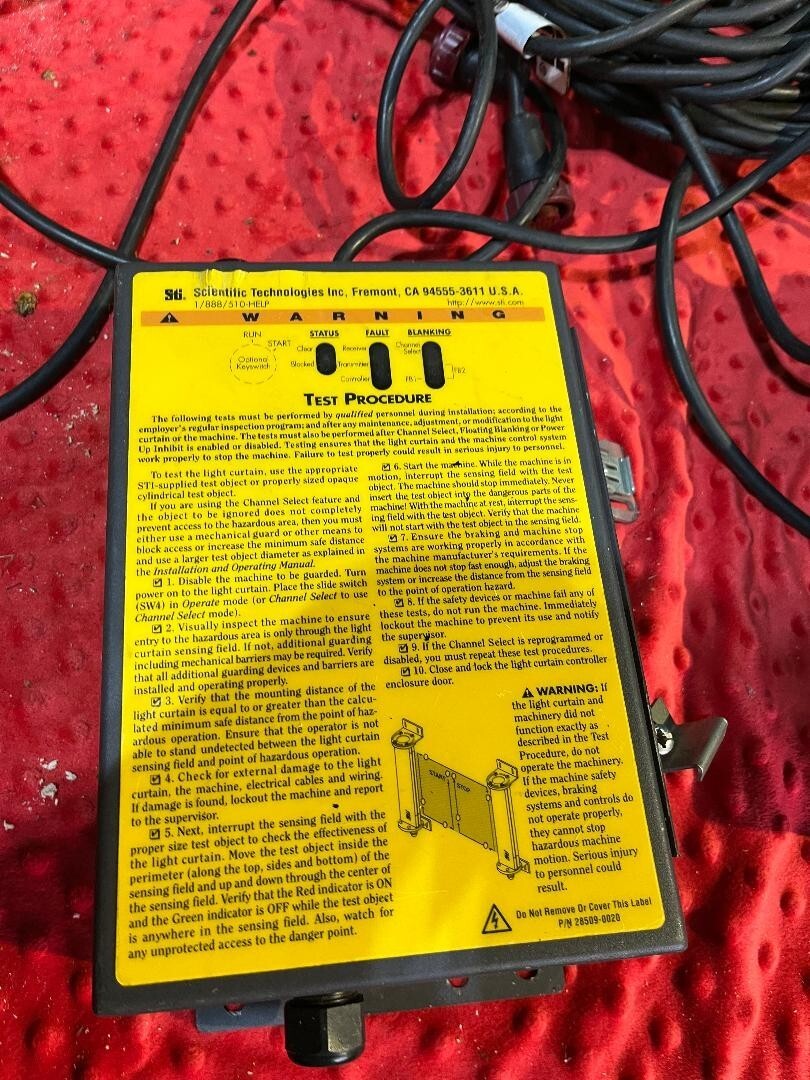 STi. Scientific Technologies Inc, Fremont, CA 94555-3611 U.S.A.
1/888/510-HELP http://www.sti.com
WARNING
RUN
START
Optional
Keyswitch
STATUS
Clear
Blocked
FAULT
Receiver
Transmitter
Controller
BLANKING
Channel
Select
FB1
FB2
TEST PROCEDURE
The following tests must be performed by qualified personnel during installation; according to the
employer's regular inspection program; and after any maintenance, adjustment, or modification to the light
curtain or the machine. The tests must also be performed after Channel Select, Floating Blanking or Power
Up Inhibit is enabled or disabled. Testing ensures that the light curtain and the machine control system
work properly to stop the machine. Failure to test properly could result in serious injury to personnel.
To test the light curtain, use the appropriate
STI-supplied test object or properly sized opaque
cylindrical test object.
If you are using the Channel Select feature and
the object to be ignored does not completely
prevent access to the hazardous area, then you must
either use a mechanical guard or other means to
block access or increase the minimum safe distance
and use a larger test object diameter as explained in
the Installation and Operating Manual.
☑ 1. Disable the machine to be guarded. Turn
power on to the light curtain. Place the slide switch
(SW4) in Operate mode (or Channel Select to use
Channel Select mode).
☑ 2. Visually inspect the machine to ensure
entry to the hazardous area is only through the light
curtain sensing field. If not, additional guarding
including mechanical barriers may be required. Verify
that all additional guarding devices and barriers are
installed and operating properly.
☑ 3. Verify that the mounting distance of the
light curtain is equal to or greater than the calcu-
lated minimum safe distance from the point of haz-
ardous operation. Ensure that the operator is not
able to stand undetected between the light curtain
sensing field and point of hazardous operation.
☑ 4. Check for external damage to the light
curtain, the machine, electrical cables and wiring.
If damage is found, lockout the machine and report
to the supervisor.
☑ 5. Next, interrupt the sensing field with the
proper size test object to check the effectiveness of
the light curtain. Move the test object inside the
perimeter (along the top, sides and bottom) of the
sensing field and up and down through the center of
the sensing field. Verify that the Red indicator is ON
and the Green indicator is OFF while the test object
is anywhere in the sensing field. Also, watch for
any unprotected access to the danger point.
☑ 6. Start the machine. While the machine is in
motion, interrupt the sensing field with the test
object. The machine should stop immediately. Never
insert the test object into the dangerous parts of the
machine! With the machine at rest, interrupt the sens-
ing field with the test object. Verify that the machine
will not start with the test object in the sensing field.
☑ 7. Ensure the braking and machine stop
systems are working properly in accordance with
the machine manufacturer's requirements. If the
machine does not stop fast enough, adjust the braking
system or increase the distance from the sensing field
to the point of operation hazard.
☑ 8. If the safety devices or machine fail any of
these tests, do not run the machine. Immediately
lockout the machine to prevent its use and notify
the supervisor.
☑ 9. If the Channel Select is reprogrammed or
disabled, you must repeat these test procedures.
☑ 10. Close and lock the light curtain controller
enclosure door.
WARNING: If
the light curtain and
machinery did not
function exactly as
described in the Test
Procedure, do not
operate the machinery.
If the machine safety
devices, braking
systems and controls do
not operate properly,
they cannot stop
hazardous machine
motion. Serious injury
to personnel could
result.
START STOP
Do Not Remove Or Cover This Label
P/N 28509-0020